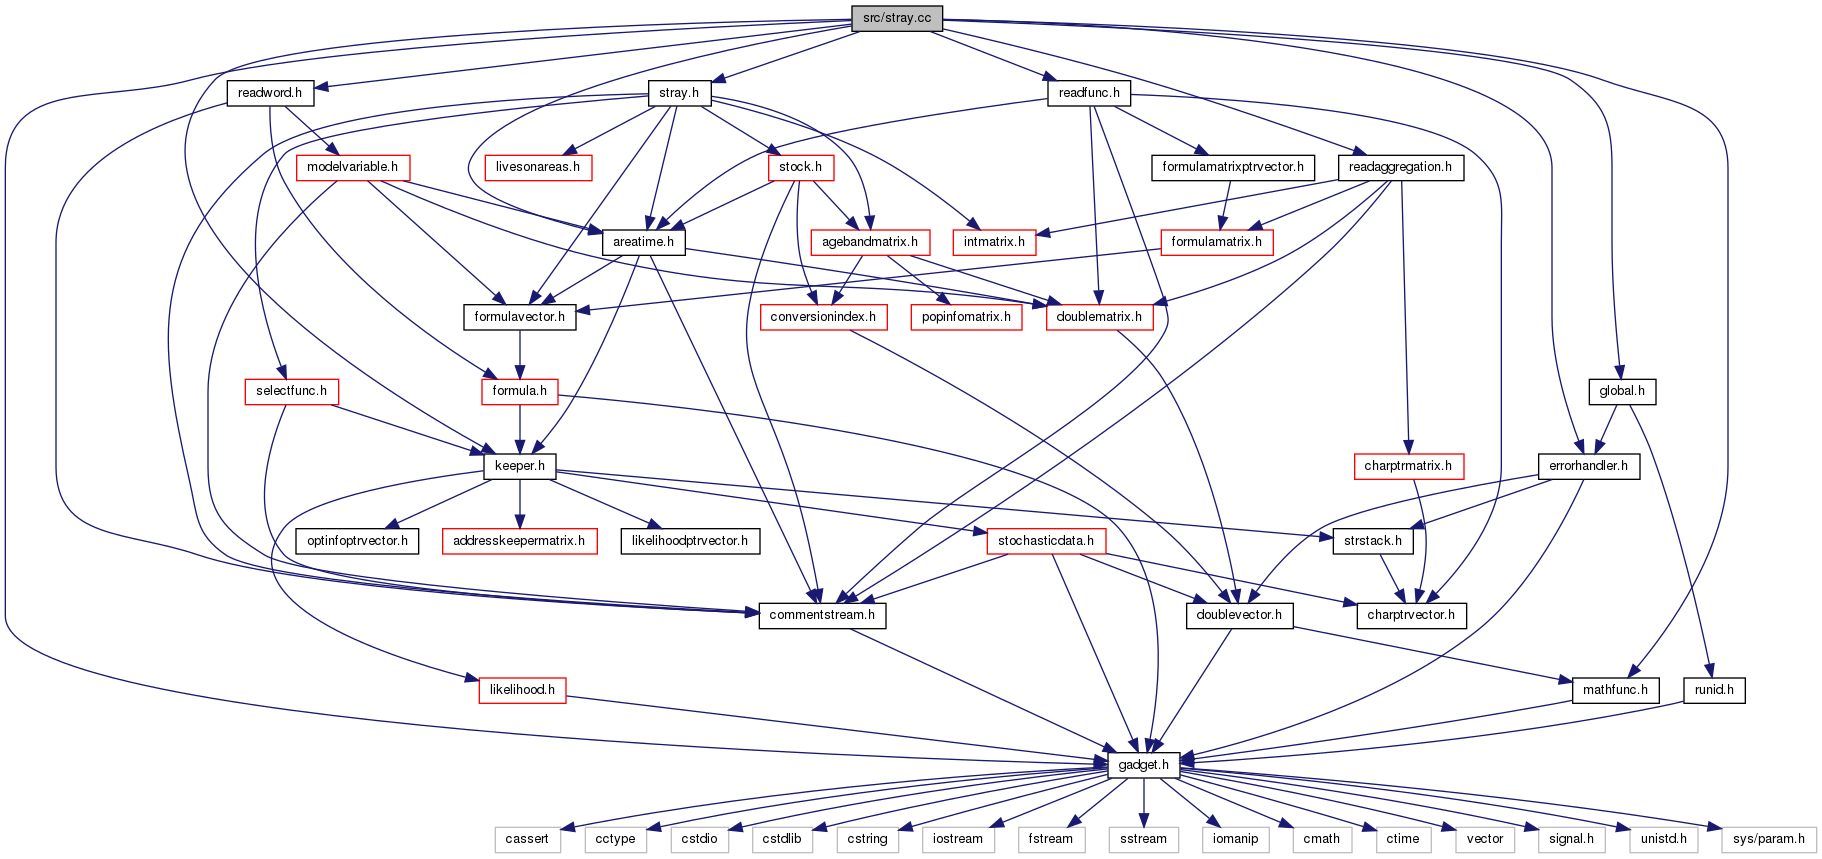 src/stray.cc
readword.h
stray.h
readfunc.h
modelvariable.h
livesonareas.h
stock.h
formulamatrixptrvector.h
readaggregation.h
areatime.h
agebandmatrix.h
intmatrix.h
formulamatrix.h
formulavector.h
conversionindex.h
popinfomatrix.h
doublematrix.h
selectfunc.h
formula.h
global.h
keeper.h
charptrmatrix.h
errorhandler.h
optinfoptrvector.h
addresskeepermatrix.h
likelihoodptrvector.h
stochasticdata.h
strstack.h
commentstream.h
doublevector.h
charptrvector.h
likelihood.h
mathfunc.h
runid.h
gadget.h
cassert
cctype
cstdio
cstdlib
cstring
iostream
fstream
sstream
iomanip
cmath
ctime
vector
signal.h
unistd.h
sys/param.h